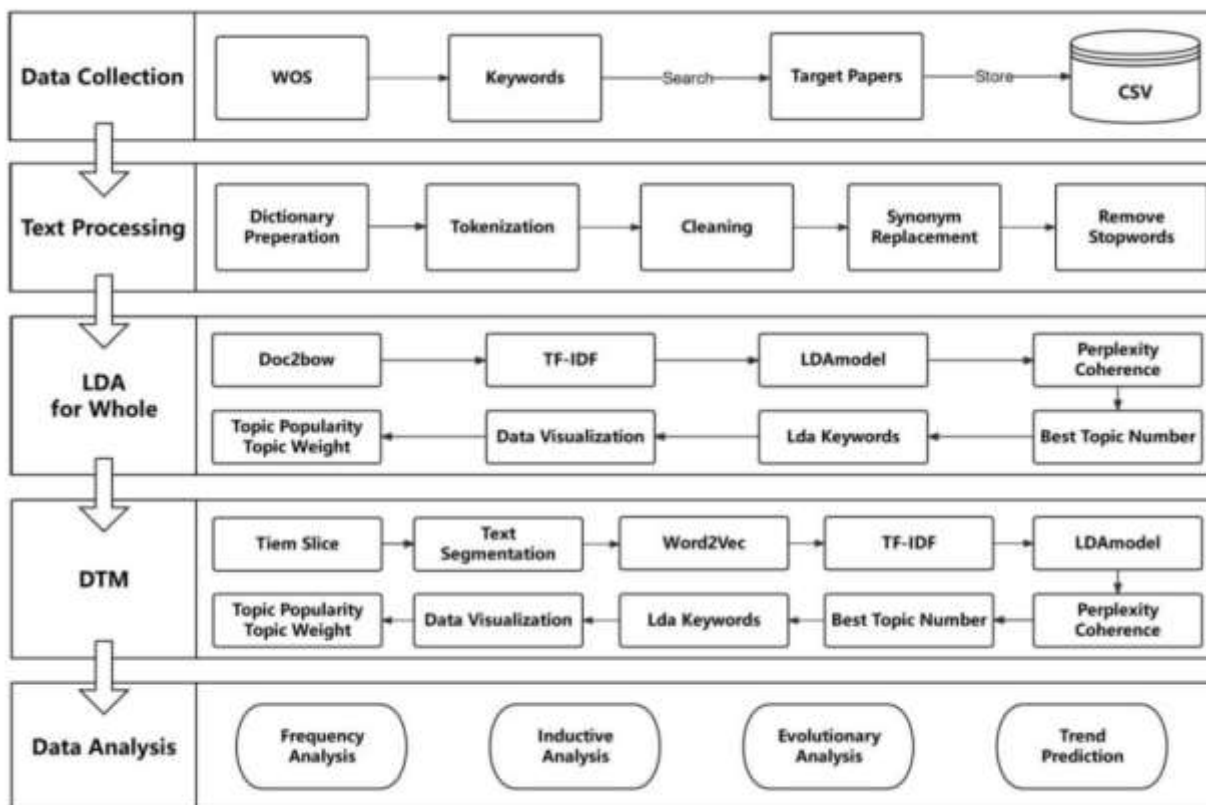 Data Collection
WOS
Keywords
Search
Target Papers
Store
CSV
Text Processing
Dictionary
Preperation
Tokenization
Cleaning
Synonym
Replacement
Remove
Stopwords
LDA
for Whole
Doc2bow
TF-IDF
LDAmodel
Perplexity
Coherence
Topic Popularity
Topic Weight
Data Visualization
Lda Keywords
Best Topic Number
DTM
Tiem Slice
Text
Segmentation
Word2Vec
TF-IDF
LDAmodel
Topic Popularity
Topic Weight
Data Visualization
Lda Keywords
Best Topic Number
Perplexity
Coherence
Data Analysis
Frequency
Analysis
Inductive
Analysis
Evolutionary
Analysis
Trend
Prediction